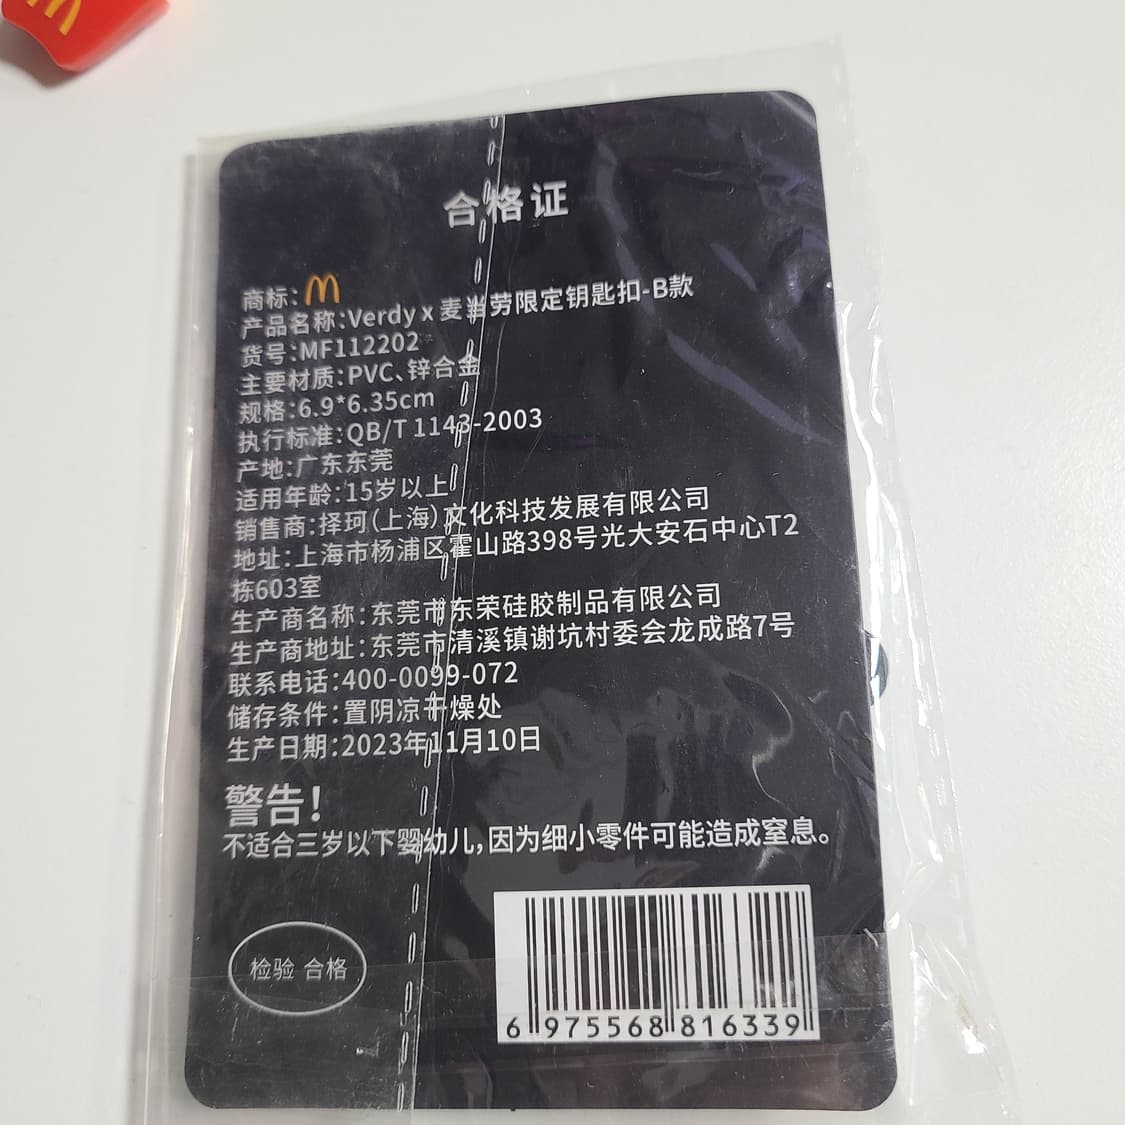 合格证
商标:
产品名称:Verdy x 麦当劳限定钥匙扣-B款
货号:MF112202
主要材质:PVC、锌合金
规格:6.9*6.35cm
执行标准:QB/T 1143-2003
产地:广东东莞
适用年龄:15岁以上
销售商:择珂(上海)文化科技发展有限公司
地址:上海市杨浦区霍山路398号光大安石中心T2
栋603室
生产商名称:东莞市东荣硅胶制品有限公司
生产商地址:东莞市清溪镇谢坑村委会龙成路7号
联系电话:400-0099-072
储存条件:置阴凉干燥处
生产日期:2023年11月10日
警告!
不适合三岁以下婴幼儿,因为细小零件可能造成窒息。
检验 合格
6 975568 816339